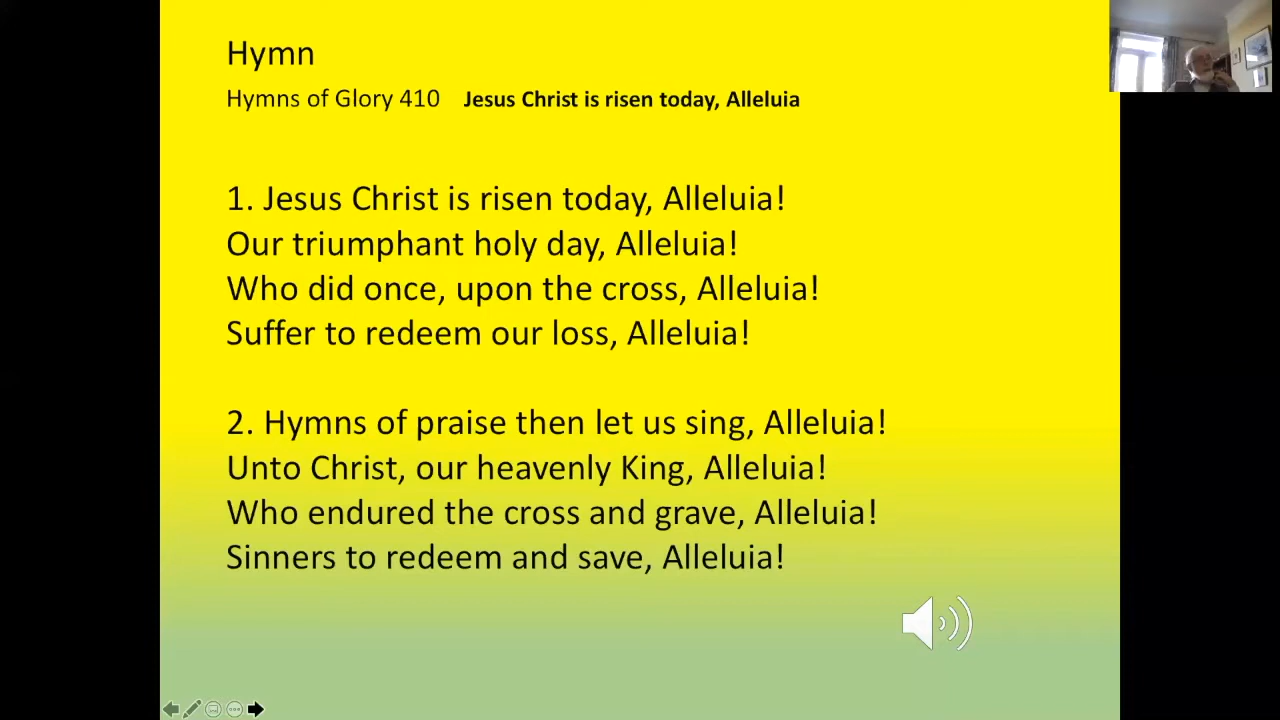 Hymn
Hymns of Glory 410 Jesus Christ is risen today, Alleluia
1. Jesus Christ is risen today, Alleluia!
Our triumphant holy day, Alleluia!
Who did once, upon the cross, Alleluia!
Suffer to redeem our loss, Alleluia!
2. Hymns of praise then let us sing, Alleluia!
Unto Christ, our heavenly King, Alleluia!
Who endured the cross and grave, Alleluia!
Sinners to redeem and save, Alleluia!